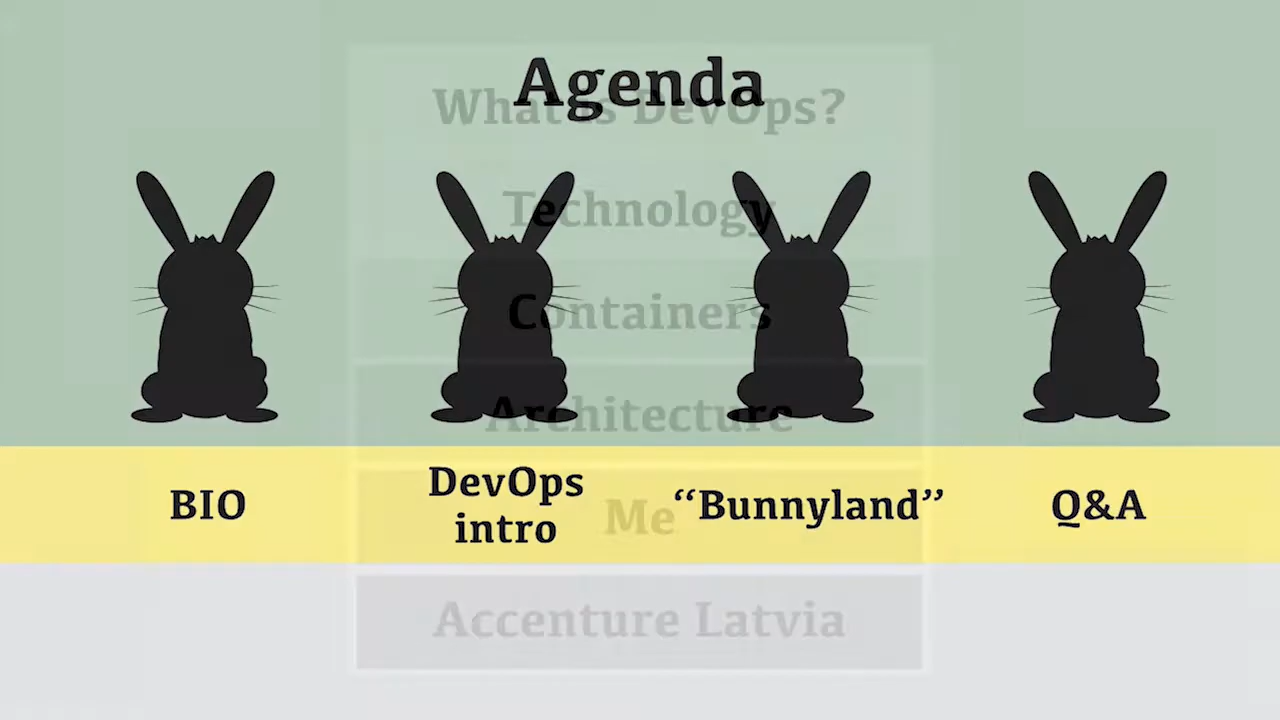 Agenda
What is DevOps?
Technology
Containers
Architecture
BIO
DevOps
intro
Me
“Bunnyland”
Q&A
Accenture Latvia